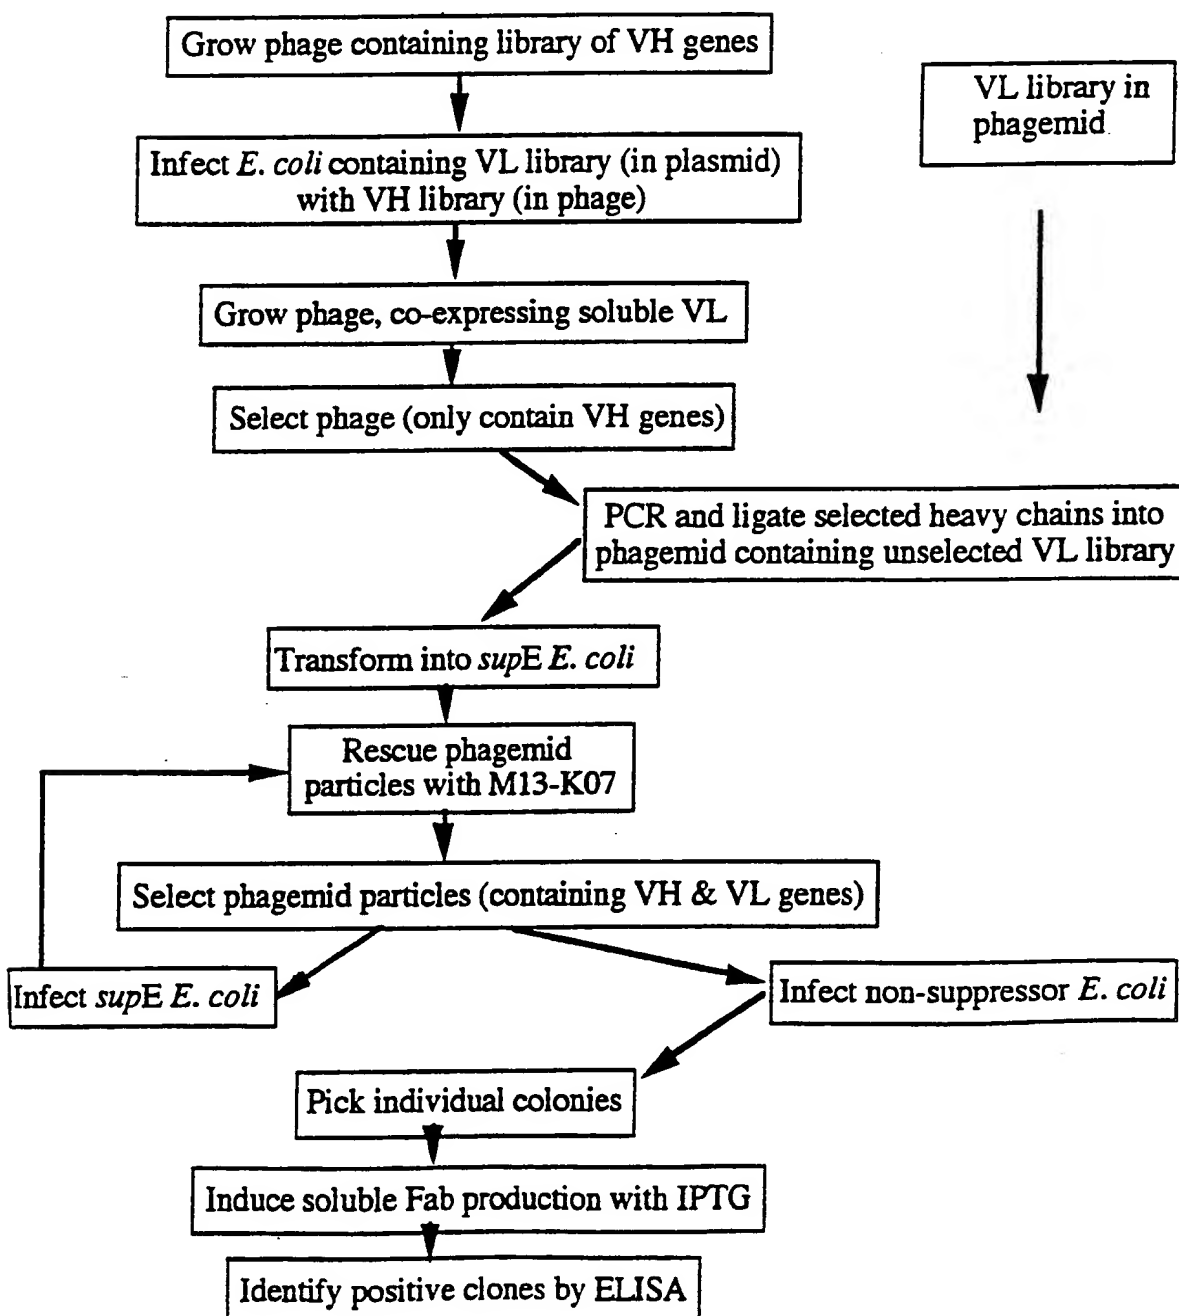 Grow phage containing library of VH genes
VL library in
phagemid
Infect E. coli containing VL library (in plasmid)
with VH library (in phage)
Grow phage, co-expressing soluble VL
Select phage (only contain VH genes)
PCR and ligate selected heavy chains into
phagemid containing unselected VL library
Transform into supE E. coli
Rescue phagemid
particles with M13-K07
Select phagemid particles (containing VH & VL genes)
Infect supE E. coli
Infect non-suppressor E. coli
Pick individual colonies
Induce soluble Fab production with IPTG
Identify positive clones by ELISA